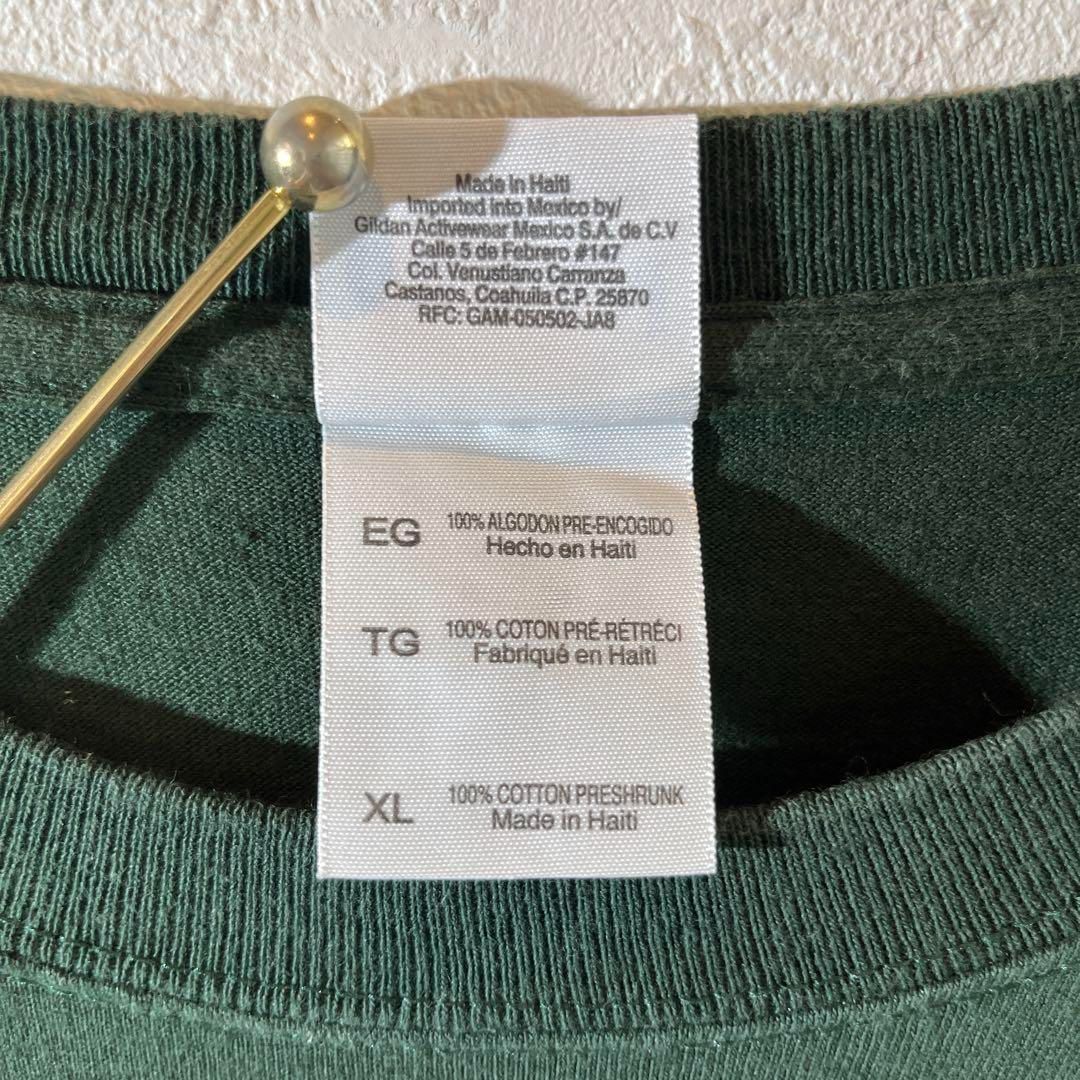 Made in Haiti
Imported into Mexico by/
Gildan Activewear Mexico S.A. de C.V
Calle 5 de Febrero #147
Col. Venustiano Carranza
Castanos, Coahuila C.P. 25870
RFC: GAM-050502-JA8
EG 100% ALGODON PRE-ENCOGIDO
Hecho en Haiti
TG 100% COTON PRÉ-RÉTRÉCI
Fabriqué en Haiti
XL 100% COTTON PRESHRUNK
Made in Haiti